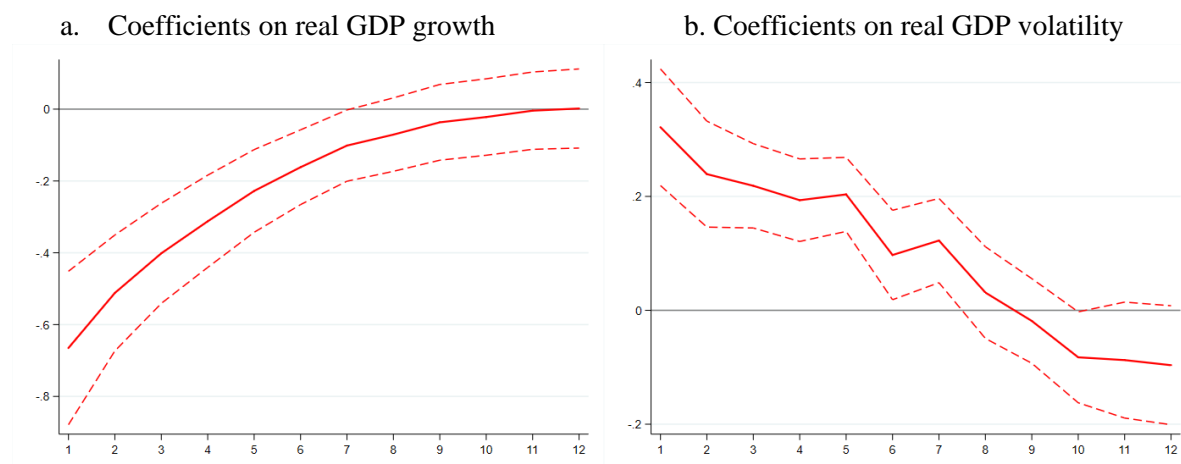 a. Coefficients on real GDP growth
0
-.2
-.4
-.6
-.8
1 2 3 4 5 6 7 8 9 10 11 12
b. Coefficients on real GDP volatility
.4
.2
0
-.2
1 2 3 4 5 6 7 8 9 10 11 12